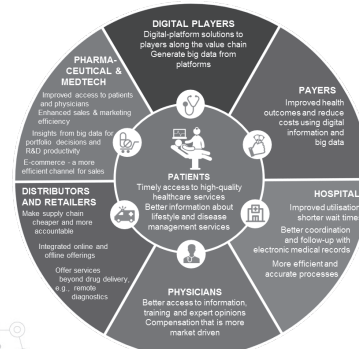 DIGITAL PLAYERS
Digital-platform solutions to
players along the value chain
Generate big data from
platforms
PHARMA-
CEUTICAL &
MEDTECH
Improved access to patients
and physicians
Enhanced sales & marketing
efficiency
Insights from big data for
portfolio decisions and
R&D productivity
E-commerce - a more
efficient channel for sales
PAYERS
Improved health
outcomes and reduce
costs using digital
information and
big data
PATIENTS
Timely access to high-quality
healthcare services
Better information about
lifestyle and disease
management services
DISTRIBUTORS
AND RETAILERS
Make supply chain
cheaper and more
accountable
Integrated online and
offline offerings
Offer services
beyond drug delivery,
e.g., remote
diagnostics
HOSPITAL
Improved utilisation
shorter wait time
Better coordination
and follow-up with
electronic medical records
More efficient and
accurate processes
PHYSICIANS
Better access to information,
training and expert opinions
Compensation that is more
market driven